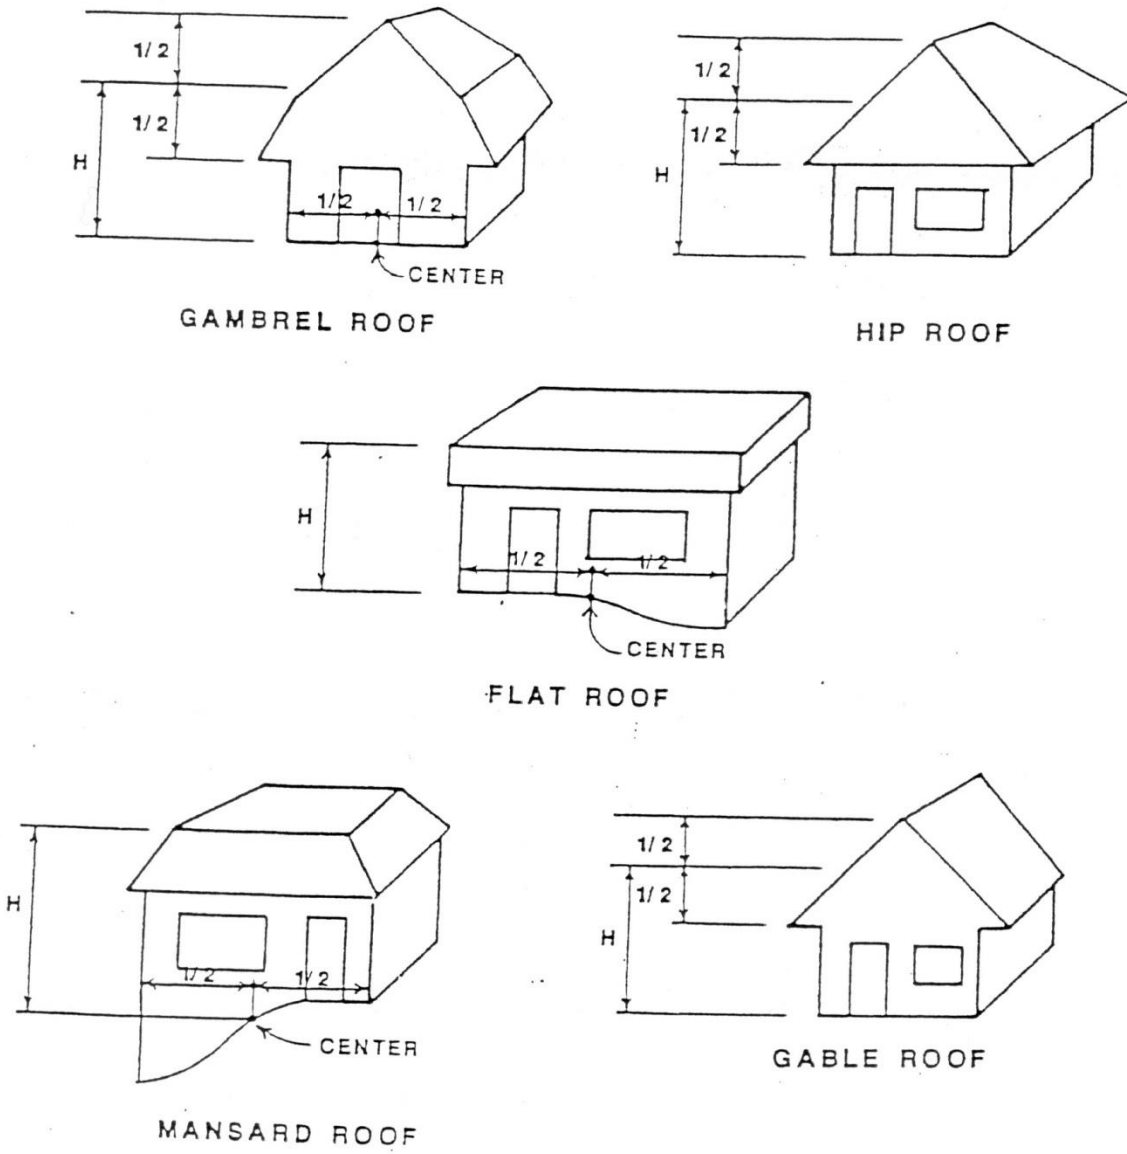 1/2
1/2
H
1/2 1/2
CENTER
GAMBREL ROOF
1/2
1/2
H
HIP ROOF
H
1/2 1/2
CENTER
FLAT ROOF
H
1/2 1/2
CENTER
MANSARD ROOF
1/2
1/2
H
GABLE ROOF